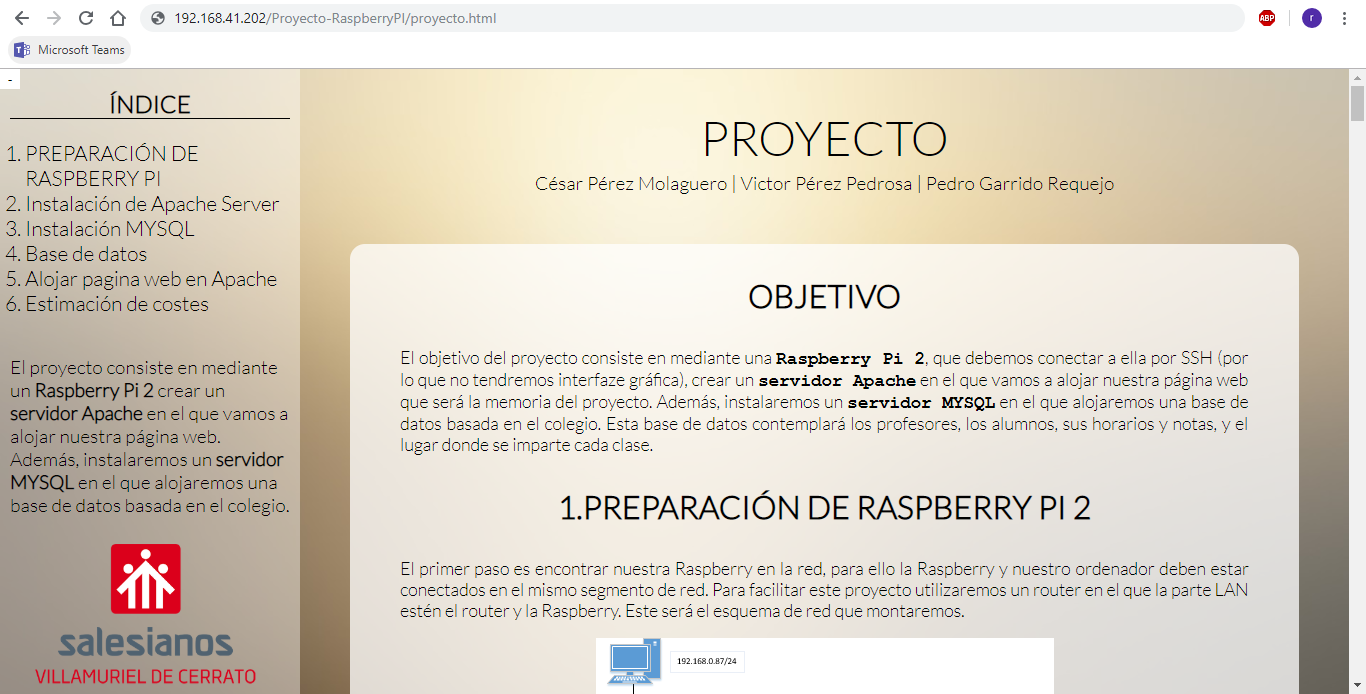 192.168.41.202/Proyecto-RaspberryPI/proyecto.html
ABP
r
Microsoft Teams
-
ÍNDICE
1. PREPARACIÓN DE
RASPBERRY PI
2. Instalación de Apache Server
3. Instalación MYSQL
4. Base de datos
5. Alojar pagina web en Apache
6. Estimación de costes
El proyecto consiste en mediante
un Raspberry Pi 2 crear un
servidor Apache en el que vamos a
alojar nuestra página web.
Además, instalaremos un servidor
MYSQL en el que alojaremos una
base de datos basada en el colegio.
salesianos
VILLAMURIEL DE CERRATO
PROYECTO
César Pérez Molaguero | Victor Pérez Pedrosa | Pedro Garrido Requejo
OBJETIVO
El objetivo del proyecto consiste en mediante una Raspberry Pi 2, que debemos conectar a ella por SSH (por
lo que no tendremos interfaze gráfica), crear un servidor Apache en el que vamos a alojar nuestra página web
que será la memoria del proyecto. Además, instalaremos un servidor MYSQL en el que alojaremos una base de
datos basada en el colegio. Esta base de datos contemplará los profesores, los alumnos, sus horarios y notas, y el
lugar donde se imparte cada clase.
1.PREPARACIÓN DE RASPBERRY PI 2
El primer paso es encontrar nuestra Raspberry en la red, para ello la Raspberry y nuestro ordenador deben estar
conectados en el mismo segmento de red. Para facilitar este proyecto utilizaremos un router en el que la parte LAN
estén el router y la Raspberry. Este será el esquema de red que montaremos.
192.168.0.87/24